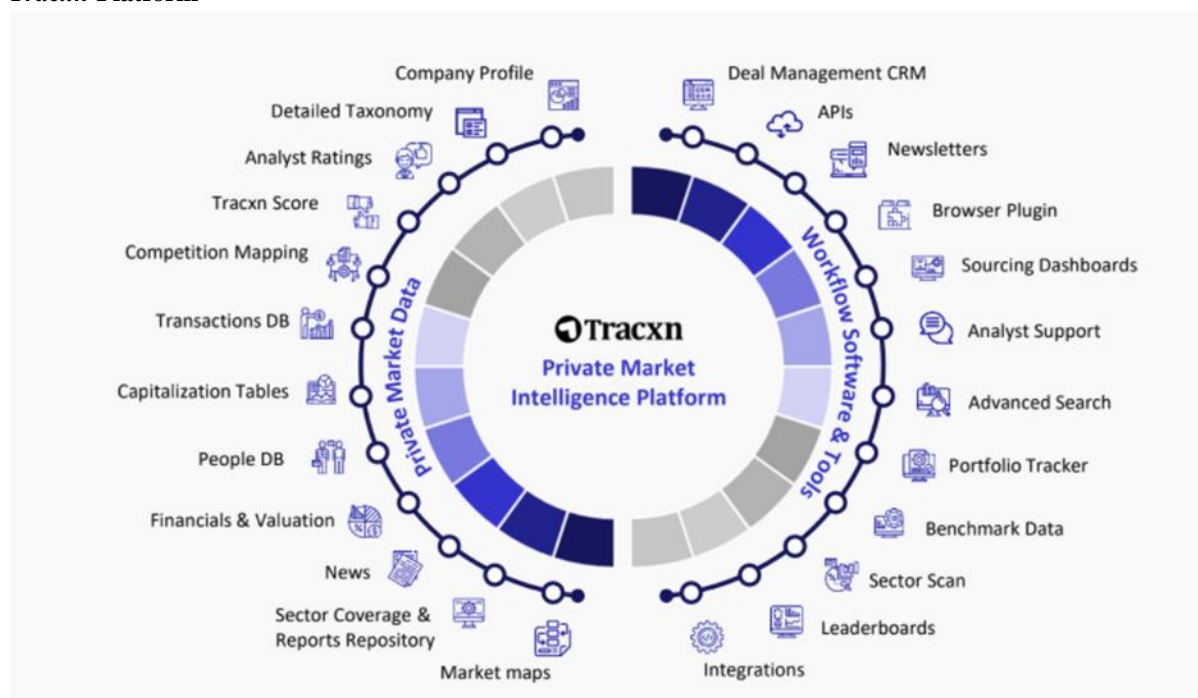 Company Profile
Detailed Taxonomy
Analyst Ratings
Tracxn Score
Competition Mapping
Transactions DB
Capitalization Tables
People DB
Financials & Valuation
News
Sector Coverage &
Reports Repository
Market maps
Private Market Data
Tracxn
Private Market
Intelligence Platform
Workflow Software & Tools
Deal Management CRM
APIs
Newsletters
Browser Plugin
Sourcing Dashboards
Analyst Support
Advanced Search
Portfolio Tracker
Benchmark Data
Sector Scan
Leaderboards
Integrations